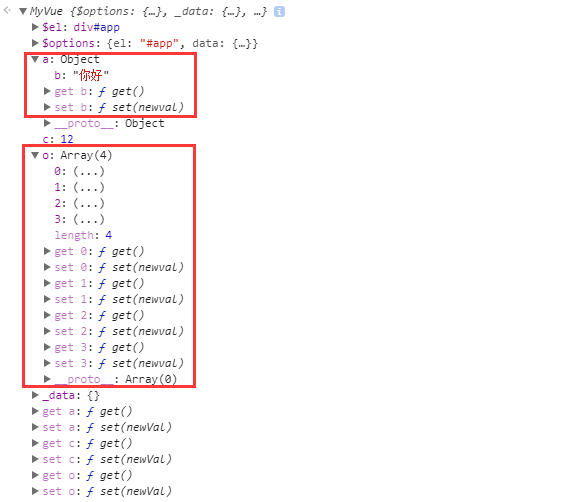 MyVue {$options: {…}, _data: {…}, …} i
$el: div#app
$options: {el: "#app", data: {…}}
a: Object
b: "你好"
get b: ƒ get()
set b: ƒ set(newval)
__proto__: Object
c: 12
o: Array(4)
0: (...)
1: (...)
2: (...)
3: (...)
length: 4
get 0: ƒ get()
set 0: ƒ set(newval)
get 1: ƒ get()
set 1: ƒ set(newval)
get 2: ƒ get()
set 2: ƒ set(newval)
get 3: ƒ get()
set 3: ƒ set(newval)
__proto__: Array(0)
_data: {}
get a: ƒ get()
set a: ƒ set(newVal)
get c: ƒ get()
set c: ƒ set(newVal)
get o: ƒ get()
set o: ƒ set(newVal)